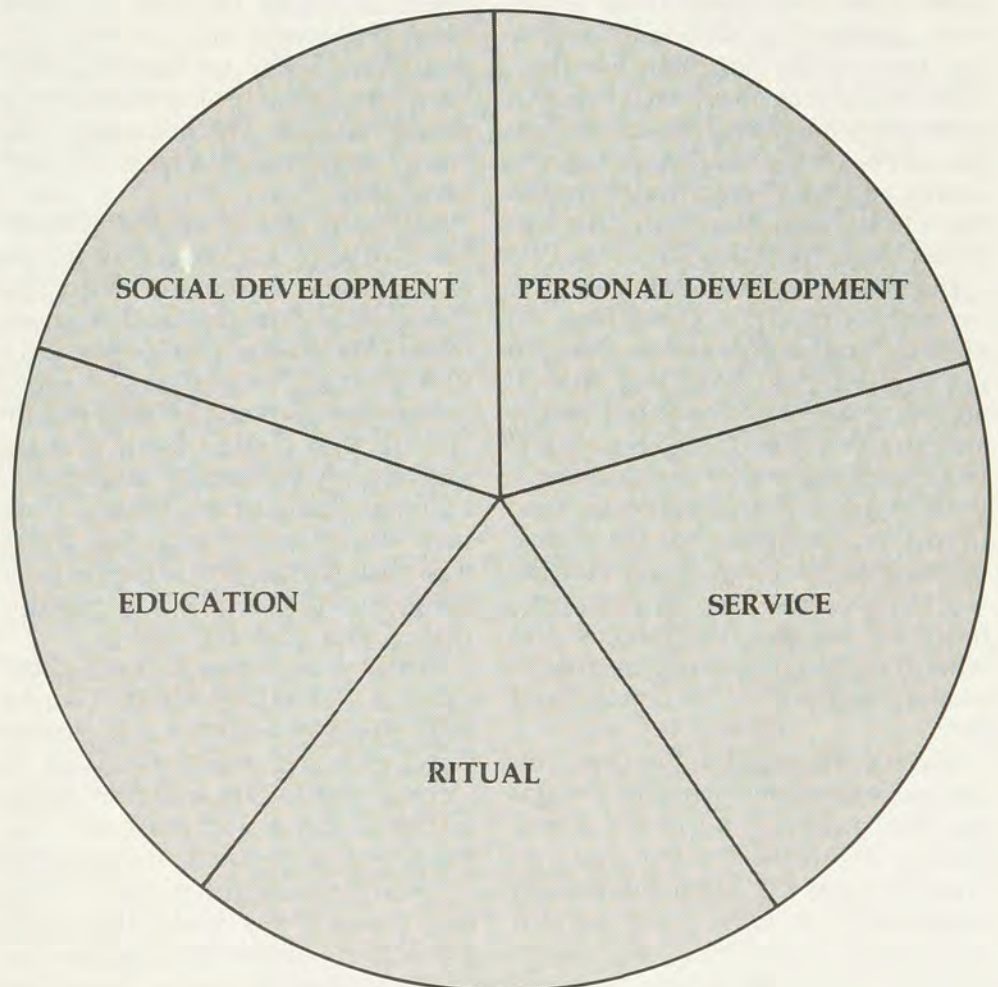 SOCIAL DEVELOPMENT
PERSONAL DEVELOPMENT
EDUCATION
SERVICE
RITUAL